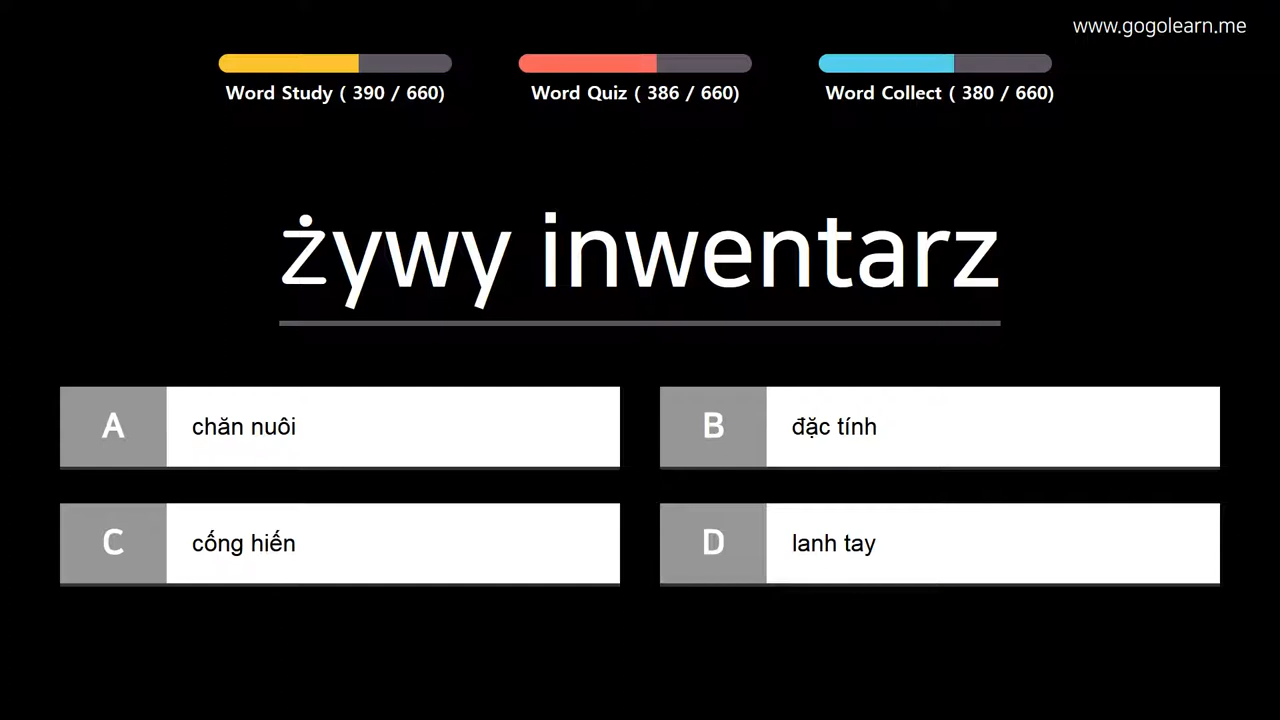 www.gogolearn.me
Word Study ( 390 / 660)
Word Quiz ( 386 / 660)
Word Collect ( 380 / 660)
żywy inwentarz
A chăn nuôi
B đặc tính
C cống hiến
D lanh tay